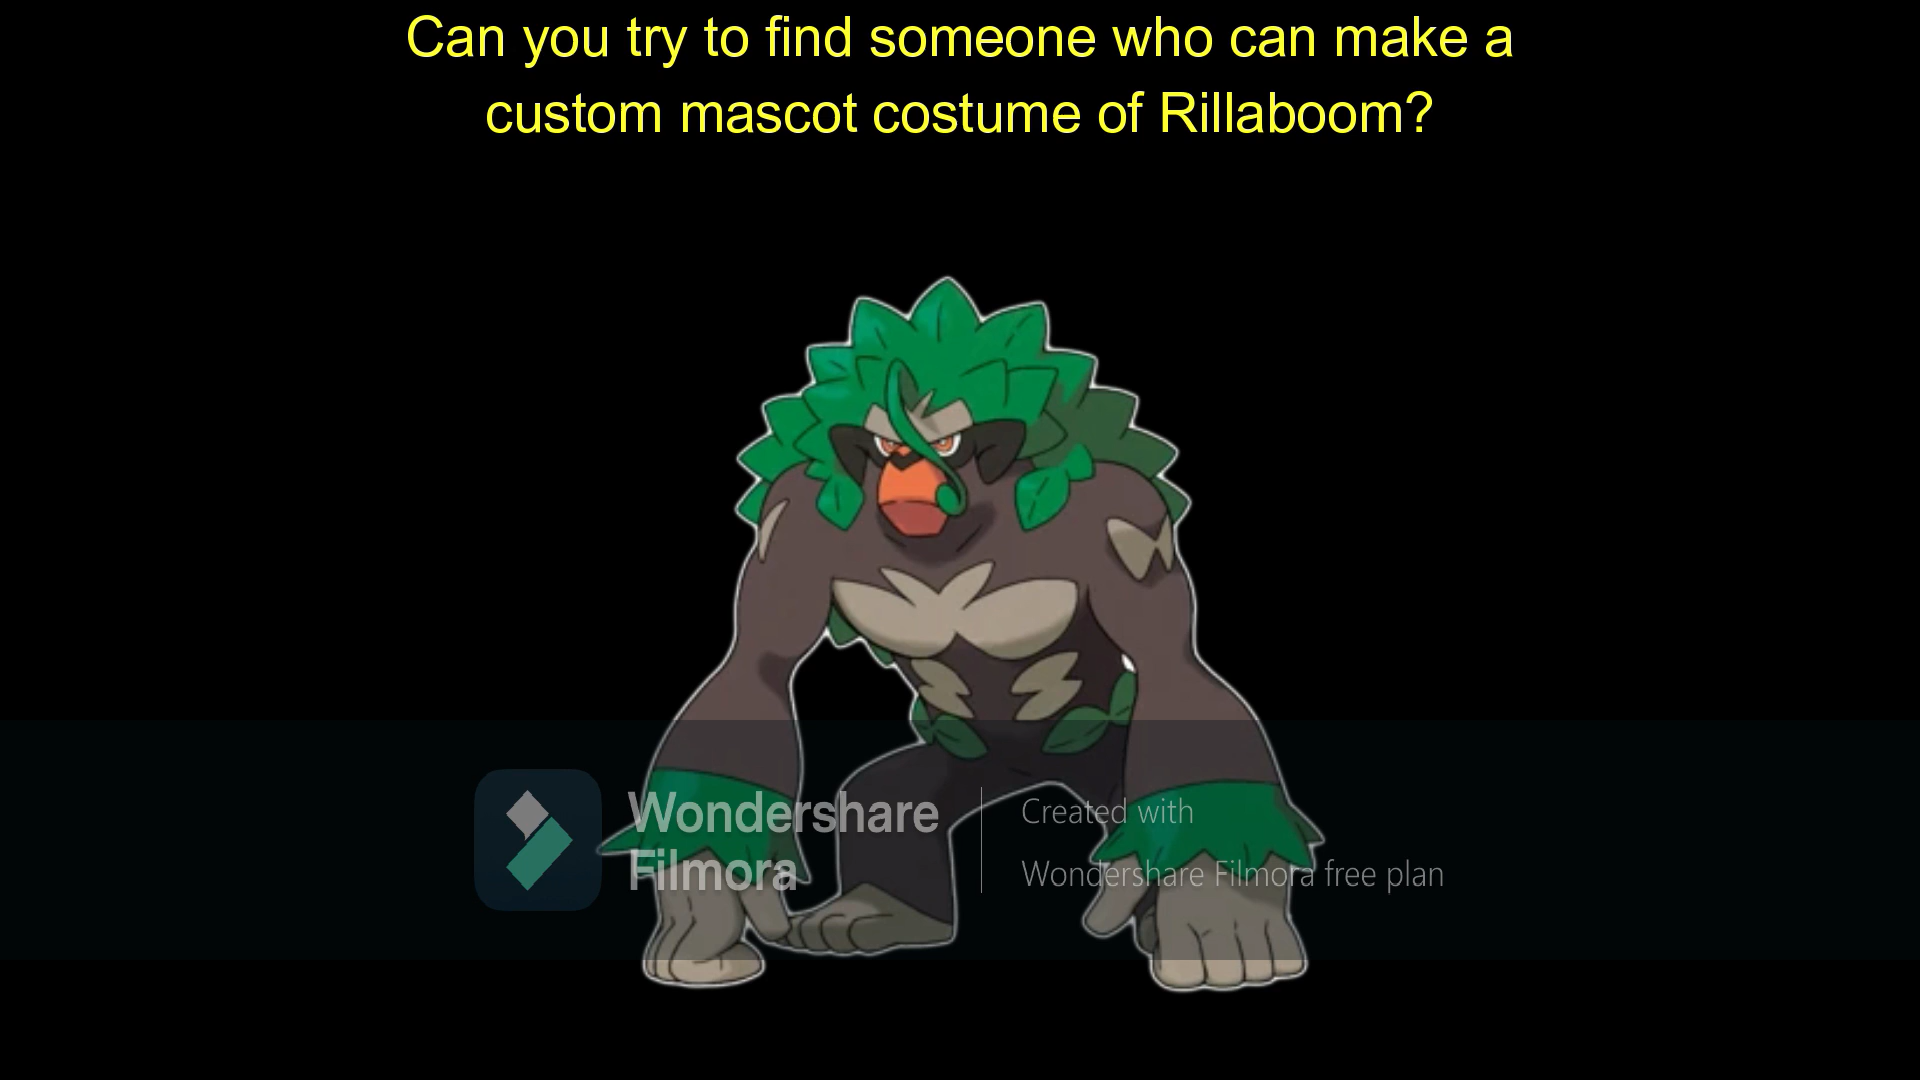 Can you try to find someone who can make a
custom mascot costume of Rillaboom?
Wondershare
Filmora
Created with
Wondershare Filmora free plan